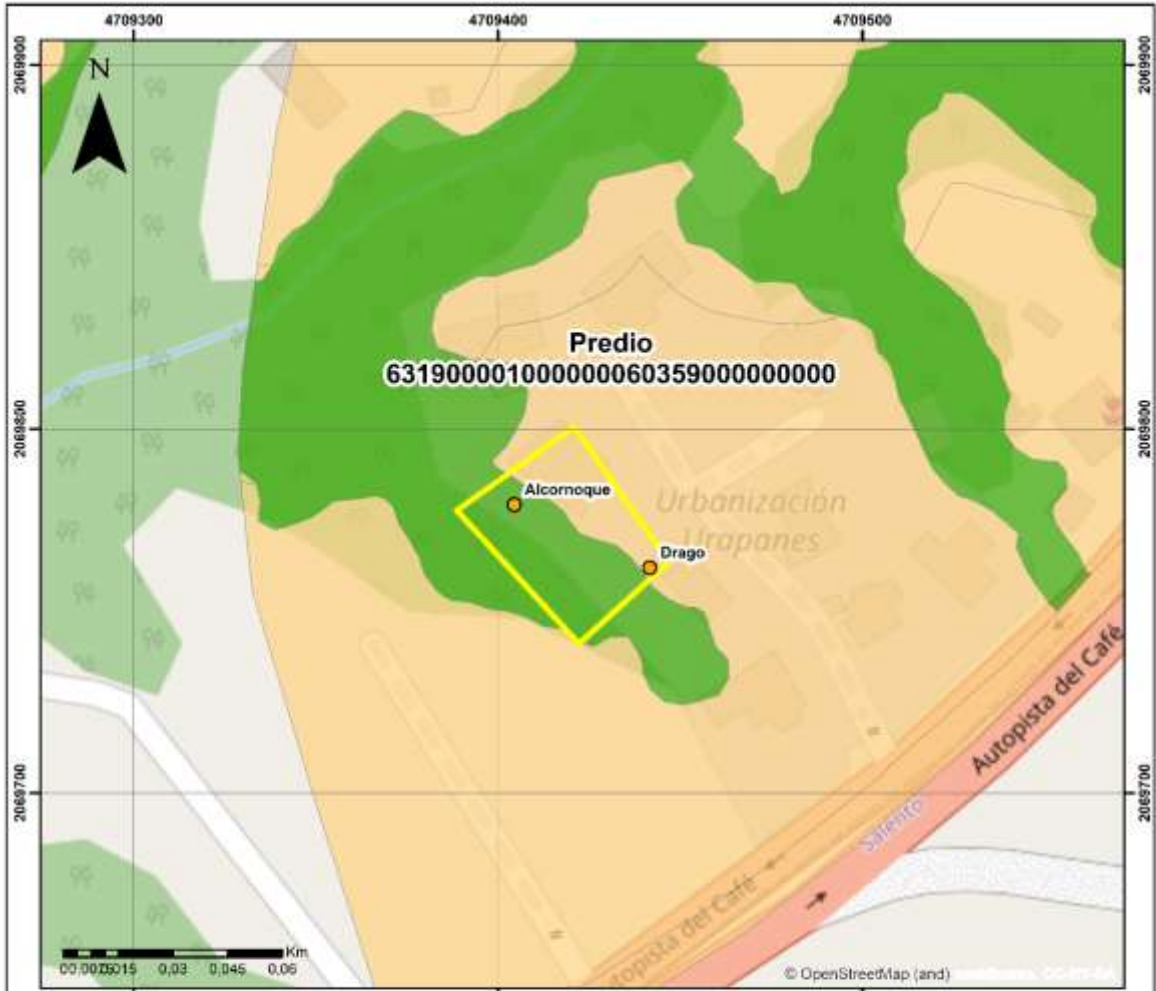 4709300 4709400 4709500
2069900 2069900
N
Predio
631900001000000060359000000000
2069800 2069800
Alcornoque
Urbanización
Urapanes
Drago
Autopista del Café
2069700 2069700
Salento
Autopista del Café
Km
0,03 0,045 0,06
© OpenStreetMap (and)